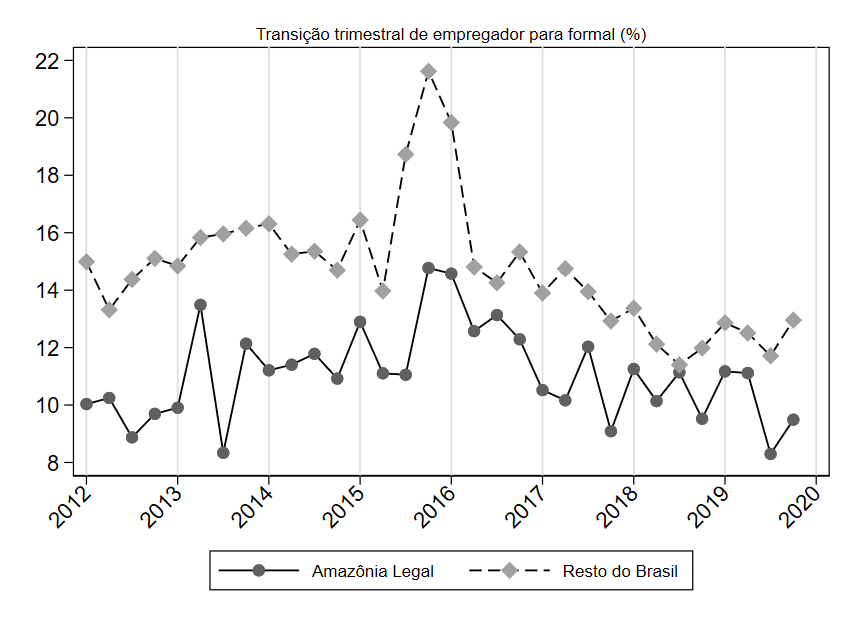 Transição trimestral de empregador para formal (%)
22
20
18
16
14
12
10
8
2012 2013 2014 2015 2016 2017 2018 2019 2020
Amazônia Legal Resto do Brasil